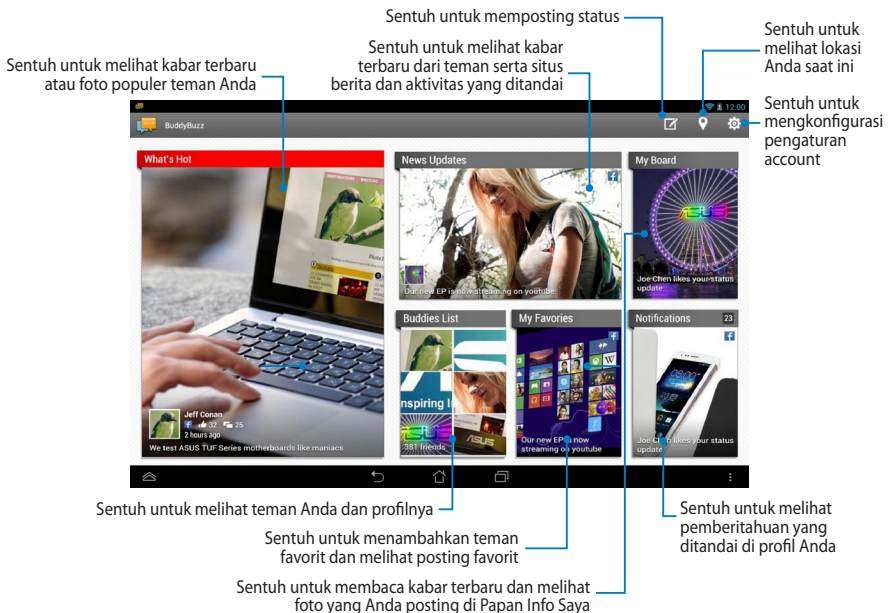 Sentuh untuk memposting status
Sentuh untuk melihat kabar
terbaru dari teman serta situs
berita dan aktivitas yang ditandai
Sentuh untuk
melihat lokasi
Anda saat ini
Sentuh untuk melihat kabar terbaru
atau foto populer teman Anda
Sentuh untuk
mengkonfigurasi
pengaturan
account
12:00
BuddyBuzz
What's Hot
News Updates
My Board
ASUS
Our new EP is now streaming on youtube
Joe Chen likes your status
update
Buddies List
My Favories
Notifications 23
nspiring In
ASUS
ASUS
381 friends
Our new EP is now
streaming on youtube
08:00
Joe Chen likes your status
update
Jeff Conan
32 25
2 hours ago
We test ASUS TUF Series motherboards like maniacs
Sentuh untuk melihat teman Anda dan profilnya
Sentuh untuk menambahkan teman
favorit dan melihat posting favorit
Sentuh untuk membaca kabar terbaru dan melihat
foto yang Anda posting di Papan Info Saya
Sentuh untuk melihat
pemberitahuan yang
ditandai di profil Anda